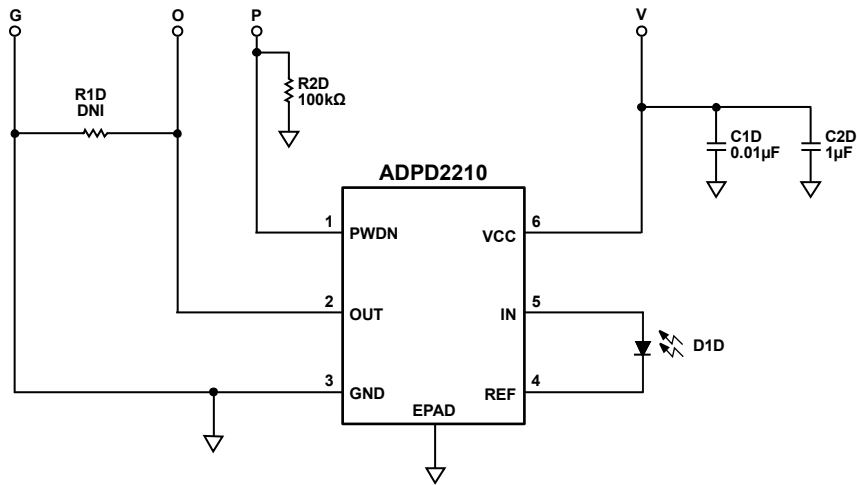 G
O
P
V
R1D
DNI
R2D
100kΩ
C1D
0.01µF
C2D
1µF
ADPD2210
1
PWDN
VCC
6
2
OUT
IN
5
D1D
3
GND
REF
4
EPAD